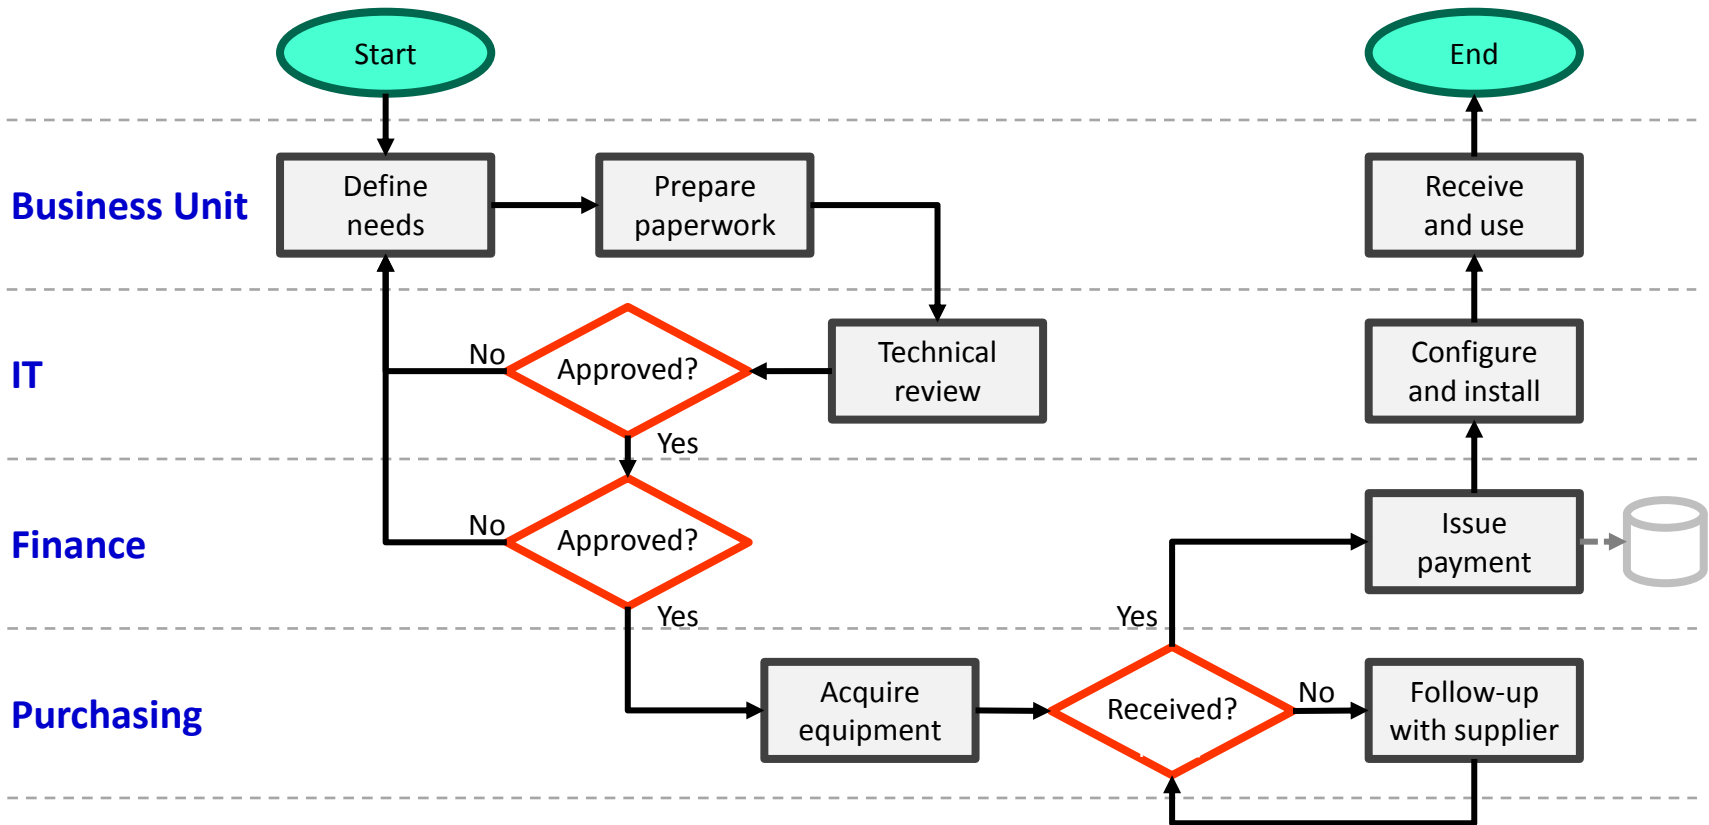 Start
End
Business Unit
Define
needs
Prepare
paperwork
Receive
and use
IT
No
Approved?
Technical
review
Configure
and install
Yes
Finance
No
Approved?
Issue
payment
Yes
Yes
Purchasing
Acquire
equipment
Received?
No
Follow-up
with supplier